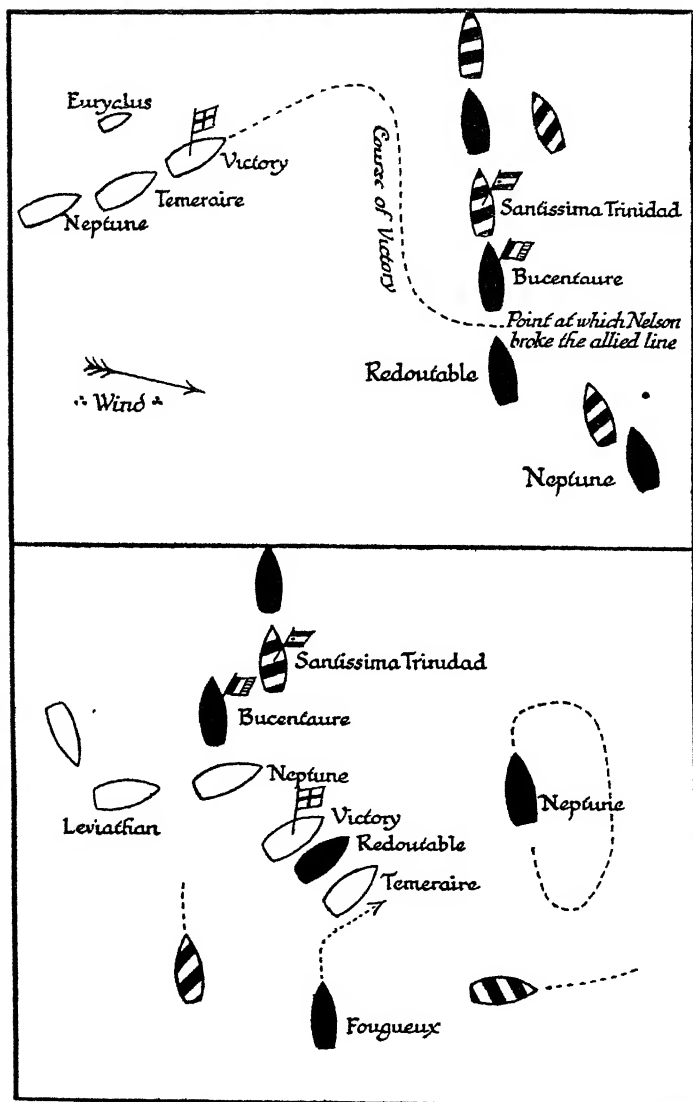 Euryalus
Victory
Temeraire
Neptune
Course of Victory
Santissima Trinidad
Bucentaure
Point at which Nelson
broke the allied line
Redoutable
Wind
Neptune
Santissima Trinidad
Bucentaure
Neptune
Leviathan
Victory
Neptune
Redoutable
Temeraire
Fougueux